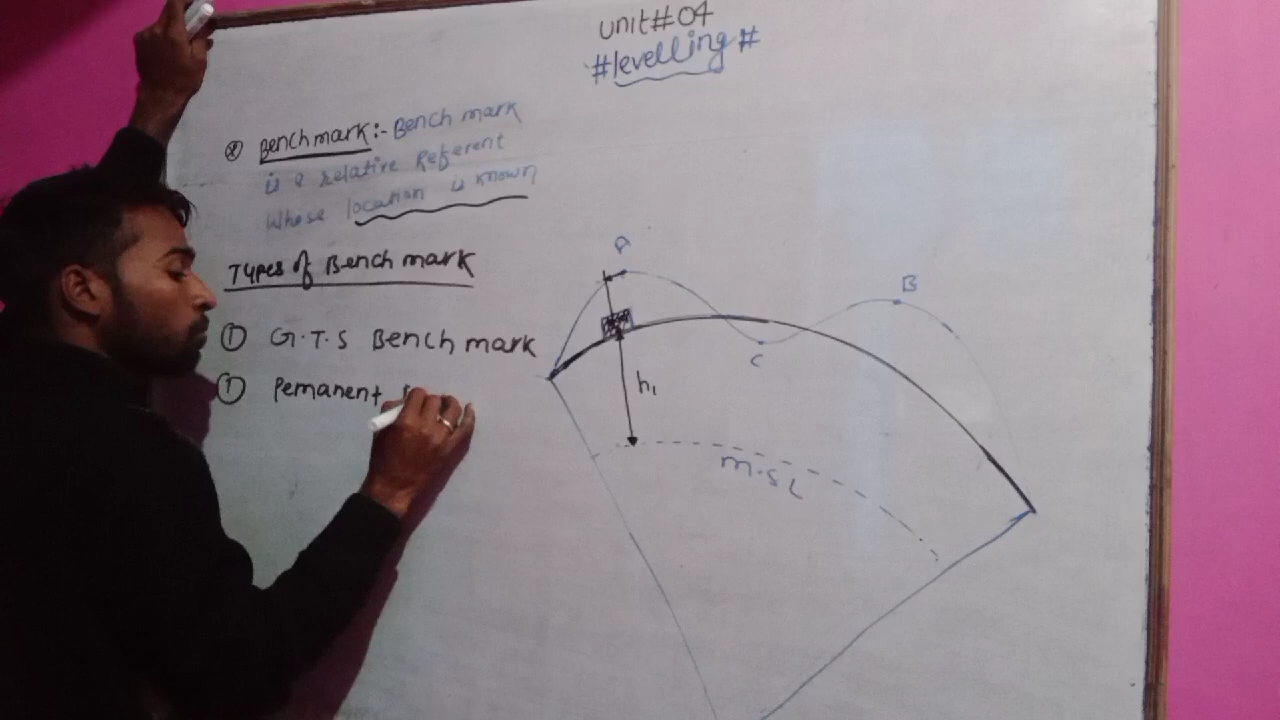 unit#04
#levelling#
Benchmark:- Bench mark
is a relative Referent
whose location is known
Types of Bench mark
① G.T.S Bench mark
① Pemanent
A
B
C
h₁
m.s L